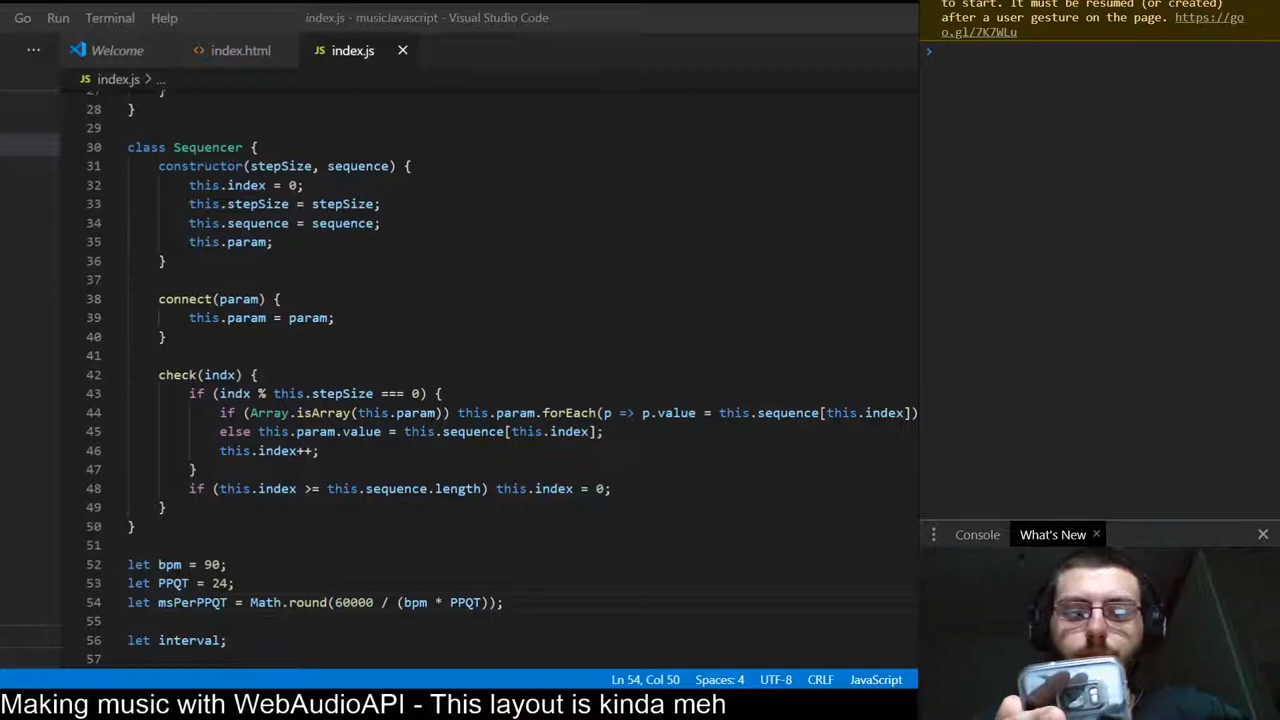 Go Run Terminal Help
index.js - musicJavascript - Visual Studio Code
Welcome
index.html
index.js
JS index.js > ...
28 }
29
30 class Sequencer {
31 constructor(stepSize, sequence) {
32 this.index = 0;
33 this.stepSize = stepSize;
34 this.sequence = sequence;
35 this.param;
36 }
37
38 connect(param) {
39 this.param = param;
40 }
41
42 check(indx) {
43 if (indx % this.stepSize === 0) {
44 if (Array.isArray(this.param)) this.param.forEach(p => p.value = this.sequence[this.index])
45 else this.param.value = this.sequence[this.index];
46 this.index++;
47 }
48 if (this.index >= this.sequence.length) this.index = 0;
49 }
50 }
51
52 let bpm = 90;
53 let PPQT = 24;
54 let msPerPPQT = Math.round(60000 / (bpm * PPQT));
55
56 let interval;
57
Ln 54, Col 50 Spaces: 4 UTF-8 CRLF JavaScript
to start. It must be resumed (or created)
after a user gesture on the page. https://go
o.gl/7K7WLu
Console What's New
Making music with WebAudioAPI - This layout is kinda meh